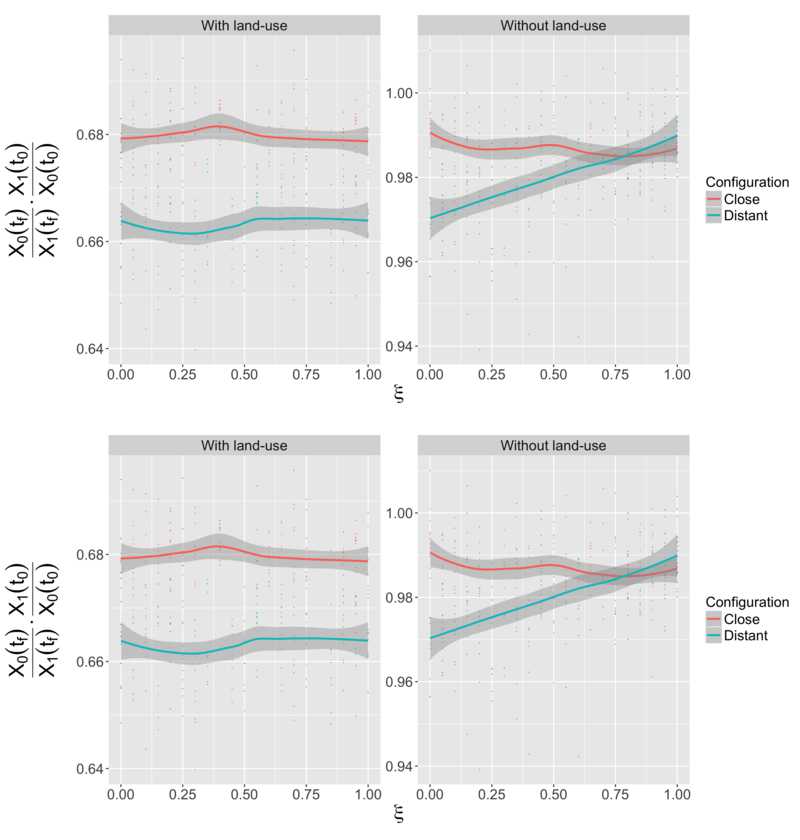 With land-use Without land-use
1.00
0.68
0.98
0.66
0.96
0.64
0.94
X₀(t_f) / X₁(t_f) · X₁(t₀) / X₀(t₀)
Configuration
Close
Distant
0.00 0.25 0.50 0.75 1.00 0.00 0.25 0.50 0.75 1.00
ξ
With land-use Without land-use
1.00
0.68
0.98
0.66
0.96
0.64
0.94
X₀(t_f) / X₁(t_f) · X₁(t₀) / X₀(t₀)
Configuration
Close
Distant
0.00 0.25 0.50 0.75 1.00 0.00 0.25 0.50 0.75 1.00
ξ